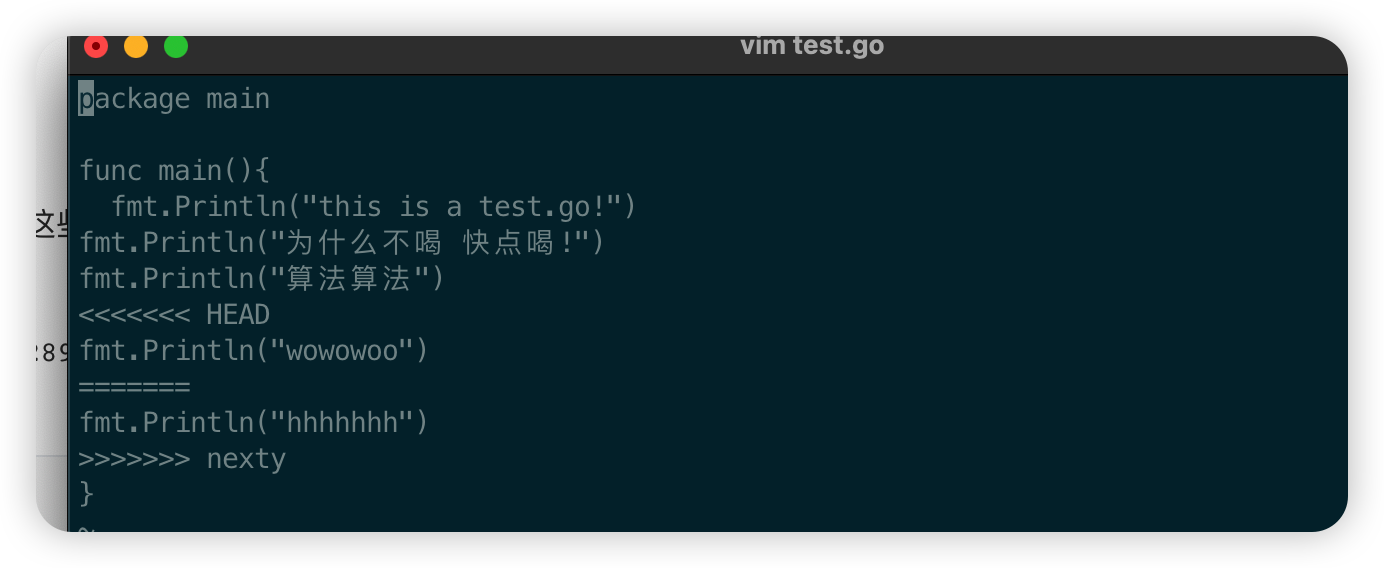 vim test.go
package main
func main(){
  fmt.Println("this is a test.go!")
fmt.Println("为什么不喝 快点喝!")
fmt.Println("算法算法")
<<<<<<< HEAD
fmt.Println("wowowoo")
=======
fmt.Println("hhhhhhh")
>>>>>>> nexty
}
这
89